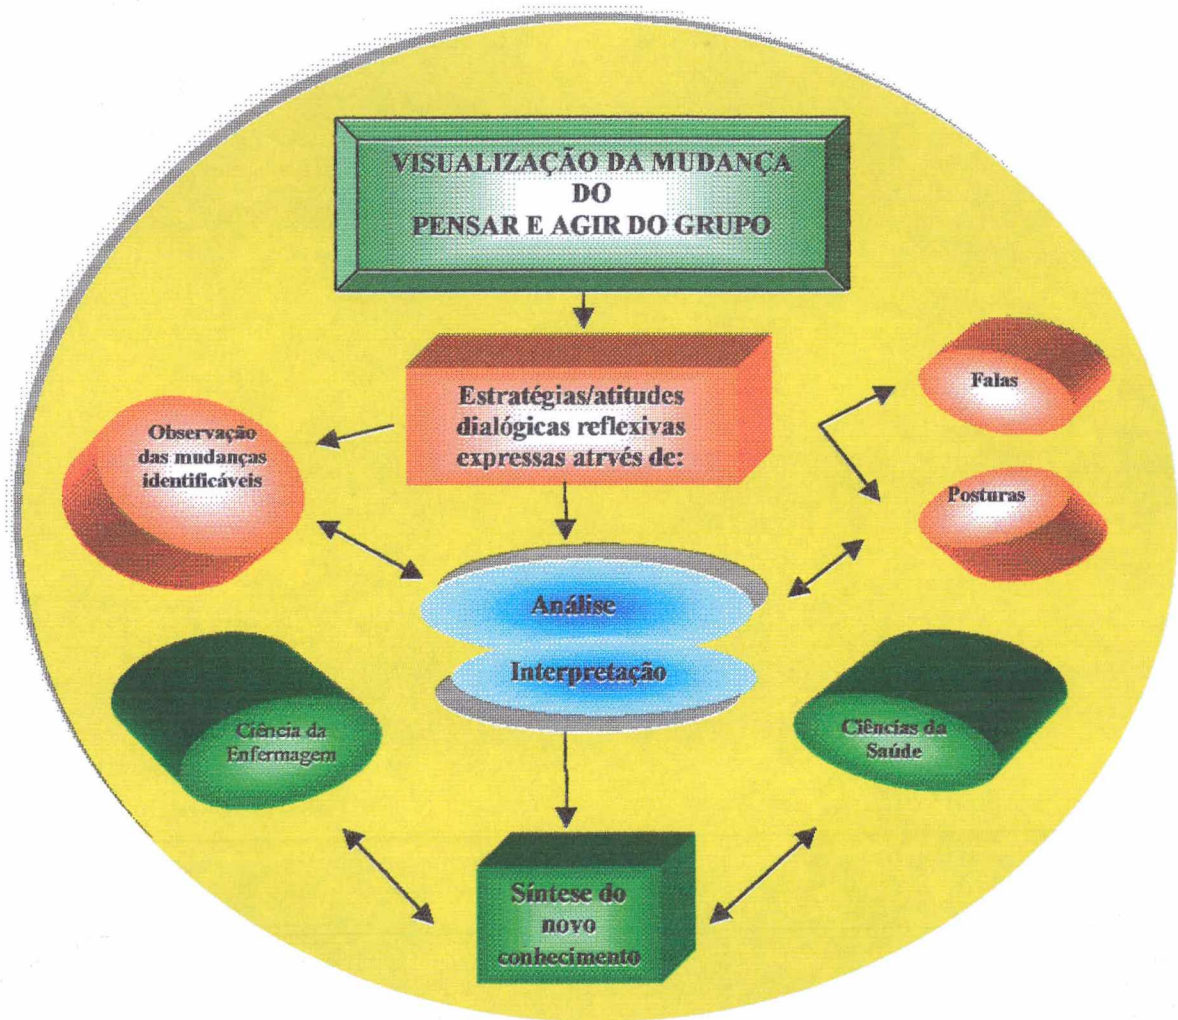 VISUALIZAÇÃO DA MUDANÇA
DO
PENSAR E AGIR DO GRUPO
Estratégias/atitudes
dialógicas reflexivas
expressas atrvés de:
Falas
Observação
das mudanças
identificáveis
Posturas
Análise
Interpretação
Ciência da
Enfermagem
Ciências da
Saúde
Síntese do
novo
conhecimento